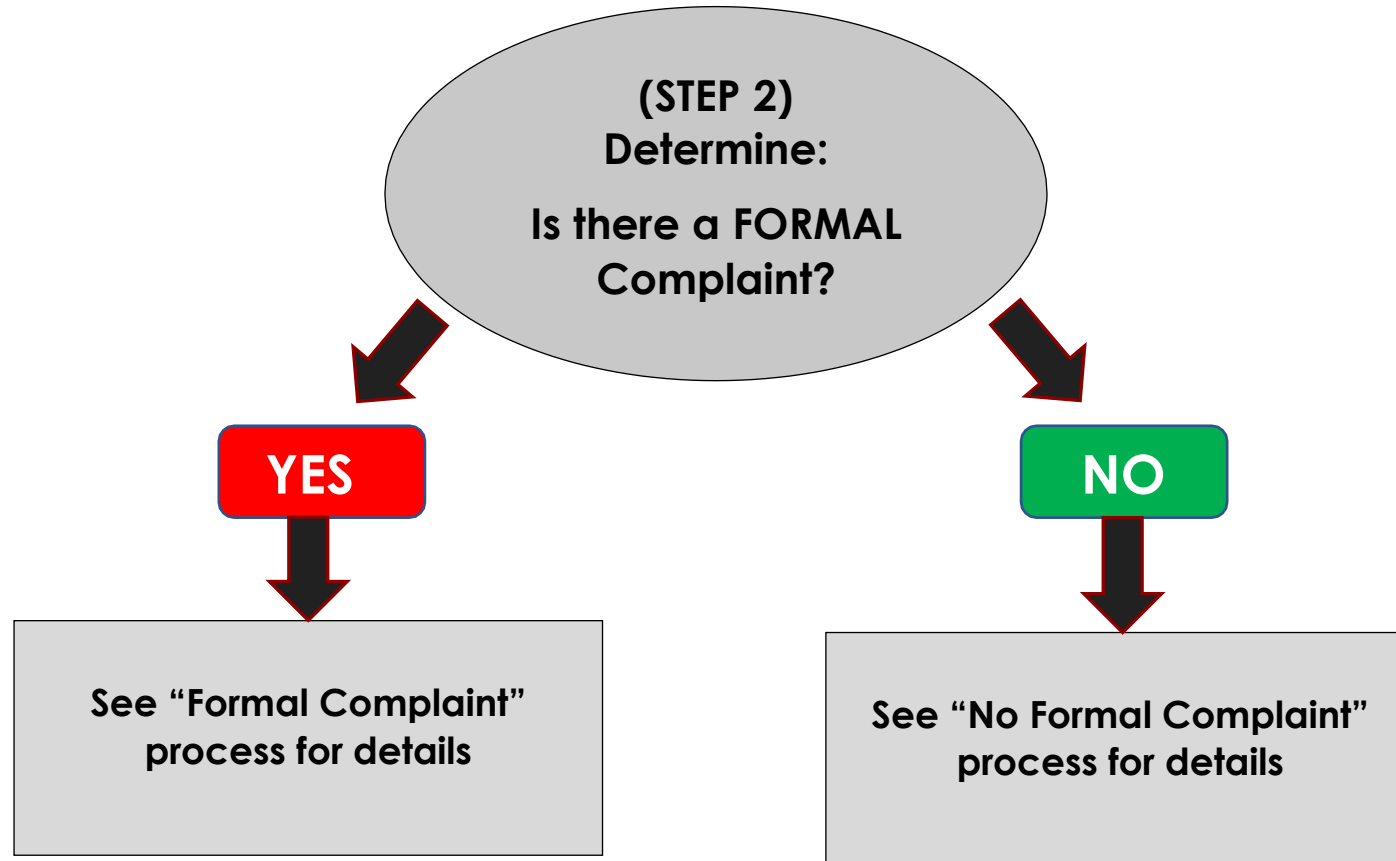 (STEP 2)
Determine:
Is there a FORMAL
Complaint?
YES
NO
See “Formal Complaint”
process for details
See “No Formal Complaint”
process for details